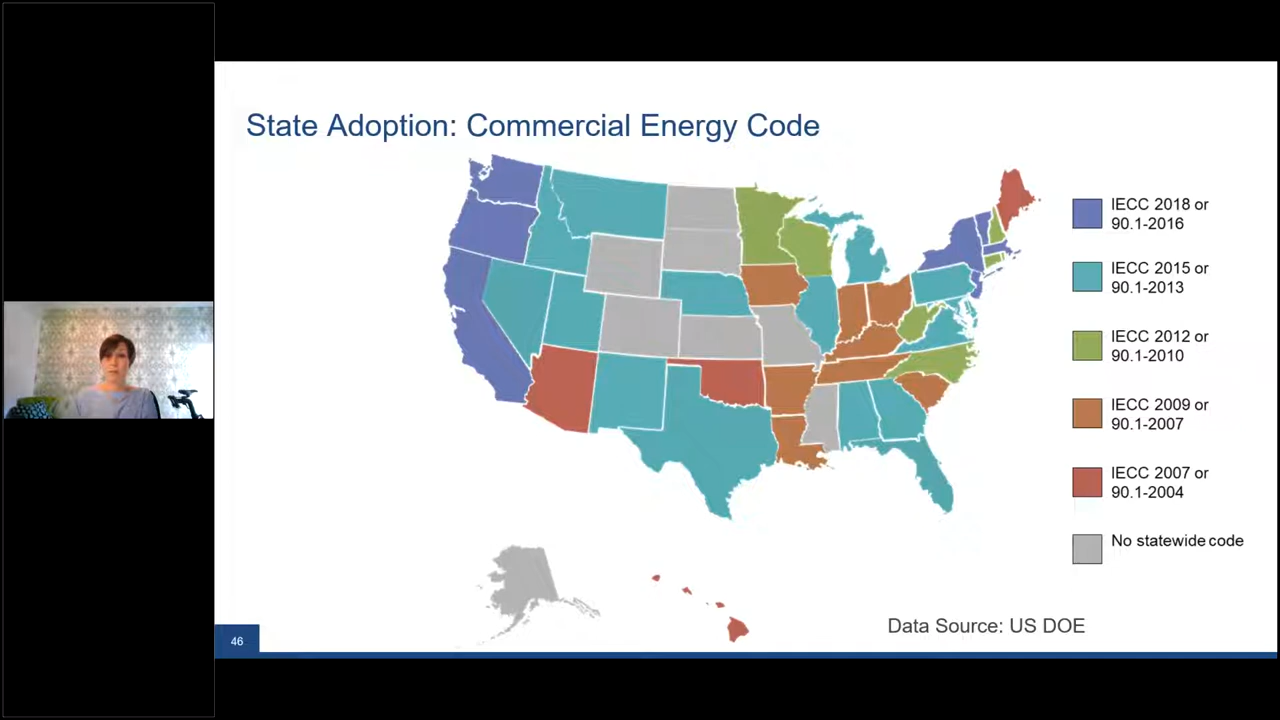 State Adoption: Commercial Energy Code
IECC 2018 or
90.1-2016
IECC 2015 or
90.1-2013
IECC 2012 or
90.1-2010
IECC 2009 or
90.1-2007
IECC 2007 or
90.1-2004
No statewide code
Data Source: US DOE
46